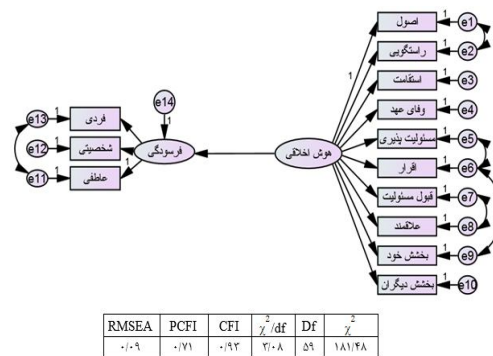 اصول
1
e1
راستگویی
1
e2
استقامت
1
e3
وفای عهد
1
e4
مسئولیت پذیری
1
e5
اقرار
1
e6
قبول مسئولیت
1
e7
علاقمند
1
e8
بخشش خود
1
e9
بخشش دیگران
1
e10
1
هوش اخلاقی
فرسودگی
e14
1
e13
1
فردی
e12
1
شخصیتی
e11
1
عاطفی
1
RMSEA PCFI CFI χ²/df Df χ²
۰/۰۹ ۰/۷۱ ۰/۹۳ ۳/۰۸ ۵۹ ۱۸۱/۴۸